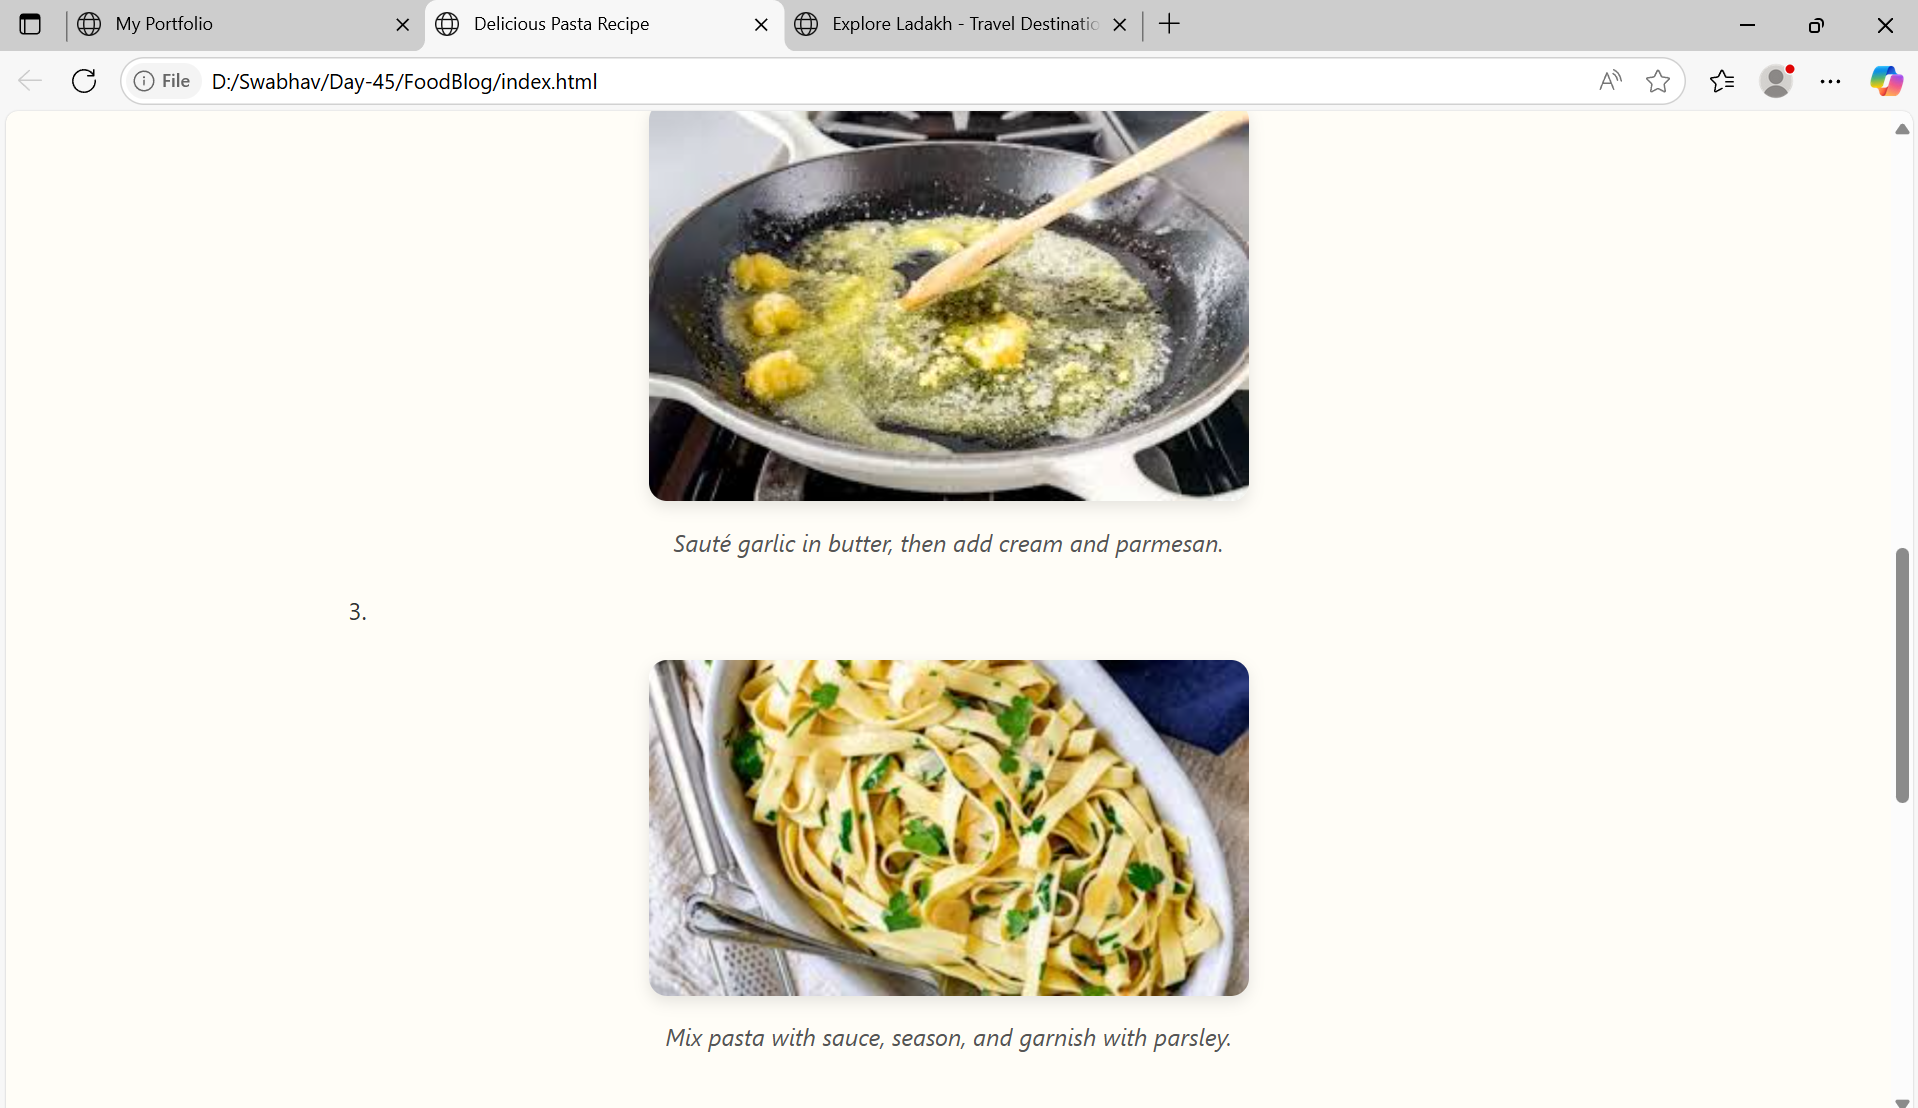 My Portfolio
Delicious Pasta Recipe
Explore Ladakh - Travel Destinatio
File
D:/Swabhav/Day-45/FoodBlog/index.html
Sauté garlic in butter, then add cream and parmesan.
3.
Mix pasta with sauce, season, and garnish with parsley.